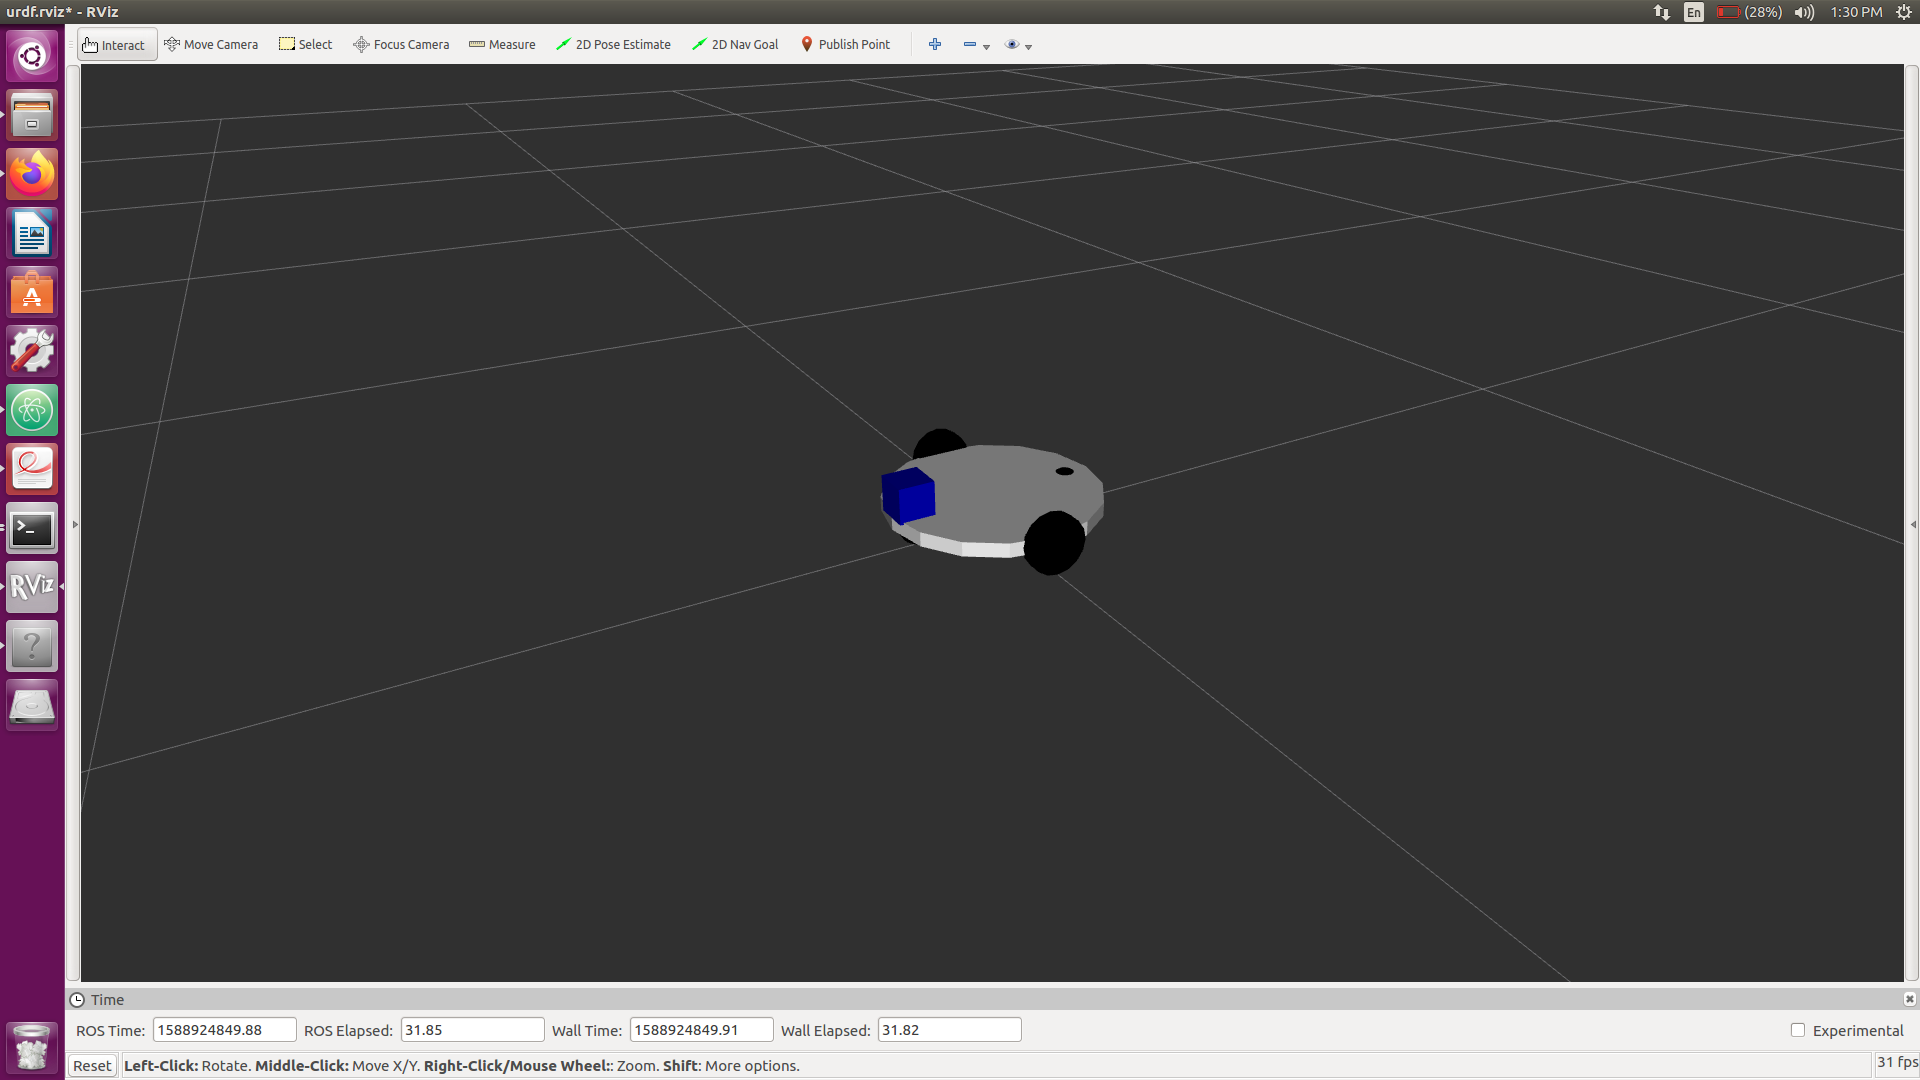 urdf.rviz* - RViz
En (28%) 1:30 PM
Interact Move Camera Select Focus Camera Measure 2D Pose Estimate 2D Nav Goal Publish Point
A
>_
RViz
?
Time
ROS Time: 1588924849.88 ROS Elapsed: 31.85 Wall Time: 1588924849.91 Wall Elapsed: 31.82 Experimental
Reset Left-Click: Rotate. Middle-Click: Move X/Y. Right-Click/Mouse Wheel:: Zoom. Shift: More options. 31 fps